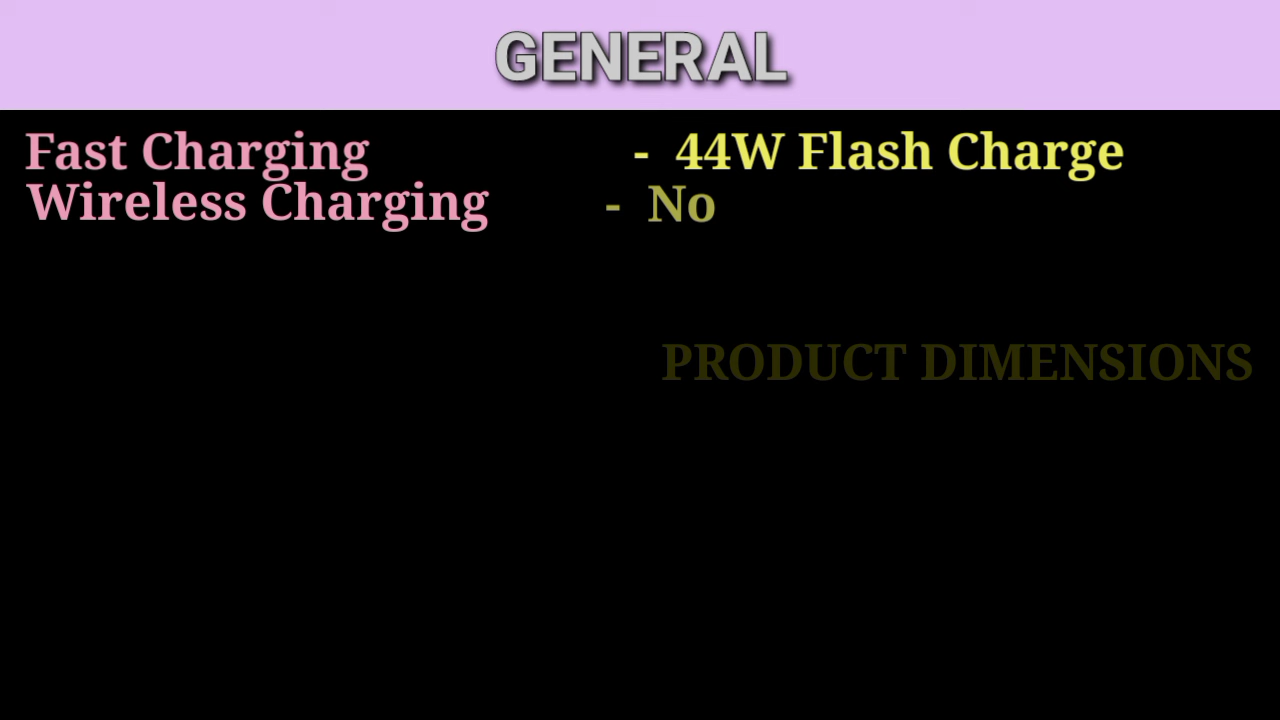 GENERAL
Fast Charging - 44W Flash Charge
Wireless Charging - No
PRODUCT DIMENSIONS